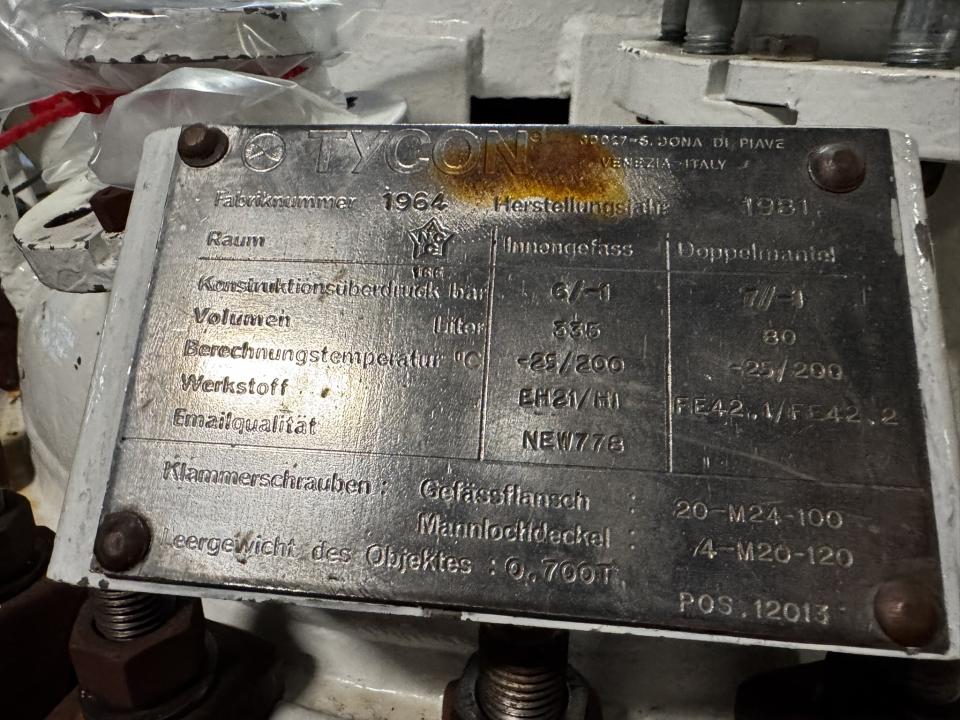 TYCON 30027-S. DONA DI PIAVE
VENEZIA-ITALY
Fabriknummer 1964 Herstellungsjahr 1981
Raum Innengefäss Doppelmantel
Konstruktionsüberdruck bar 6/-1 7/-1
Volumen Liter 335 80
Berechnungstemperatur °C -25/200 -25/200
Werkstoff EH21/H1 FE42.1/FE42.2
Emailqualität NEW778
Klammerschrauben: Gefässflansch : 20-M24-100
Mannlochdeckel : 4-M20-120
Leergewicht des Objektes : 0,700T
POS.12013